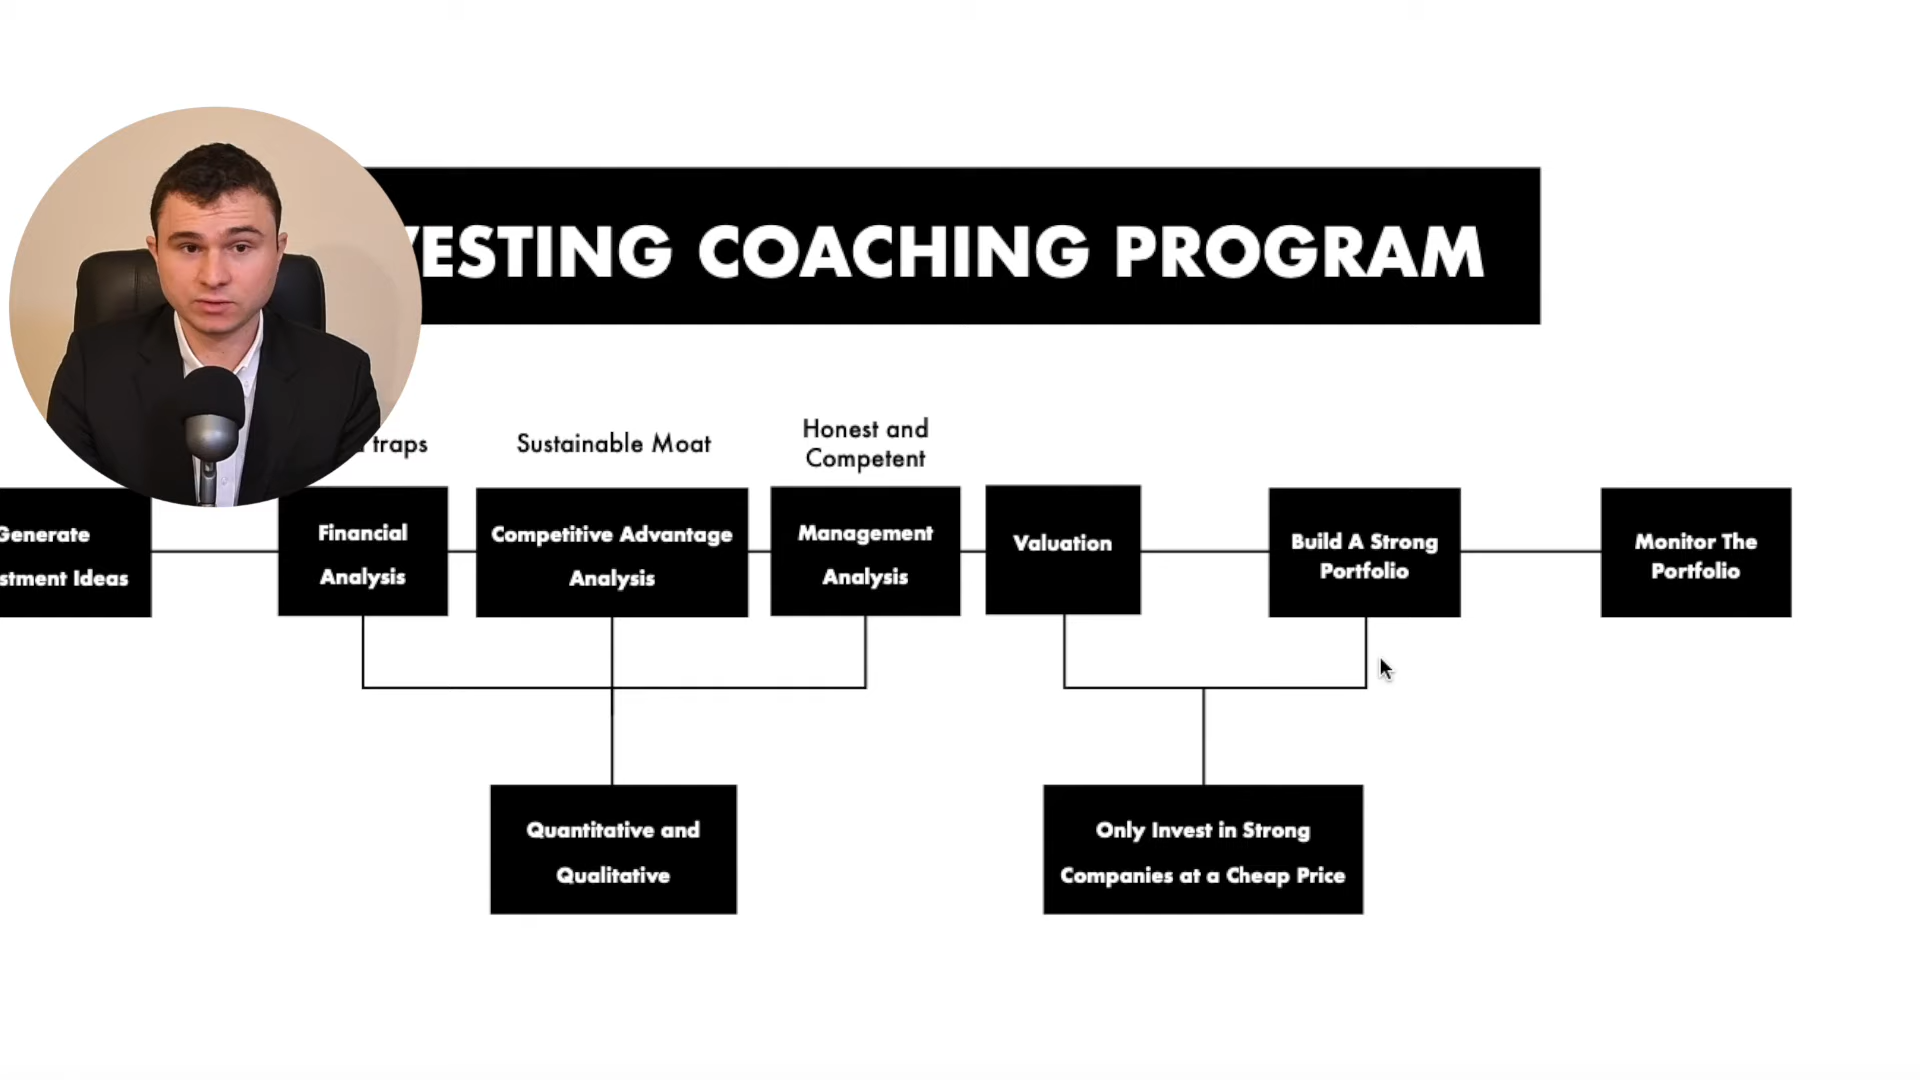 VESTING COACHING PROGRAM
traps
Sustainable Moat
Honest and
Competent
Generate
stment Ideas
Financial
Analysis
Competitive Advantage
Analysis
Management
Analysis
Valuation
Build A Strong
Portfolio
Monitor The
Portfolio
Quantitative and
Qualitative
Only Invest in Strong
Companies at a Cheap Price